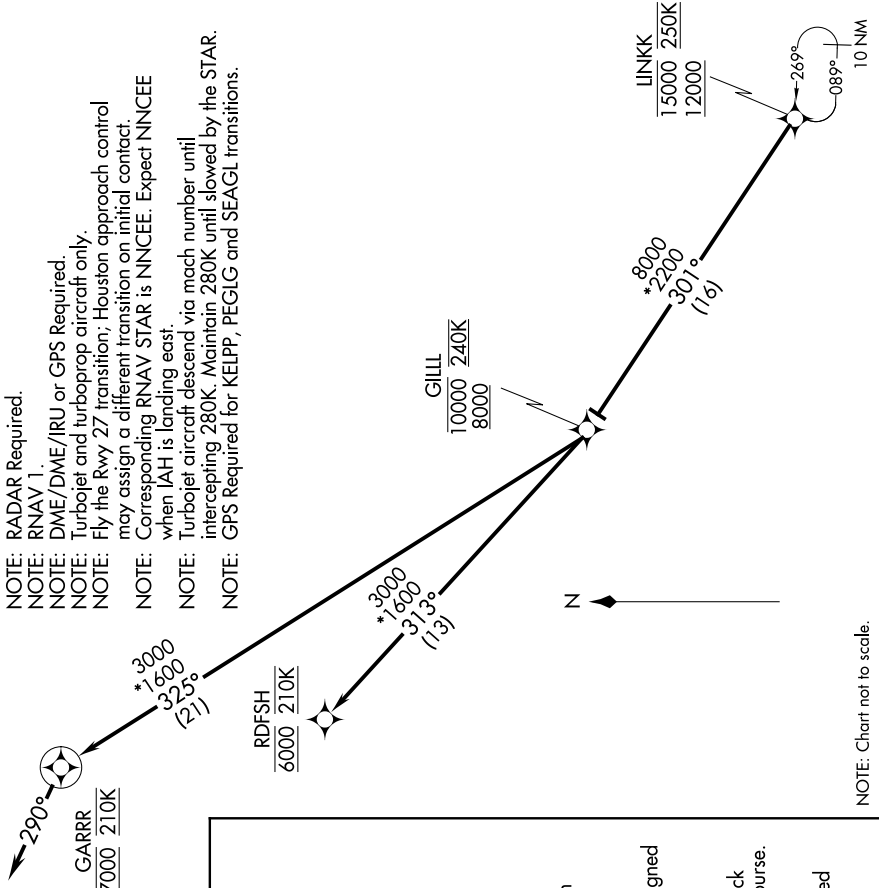 NOTE: RADAR Required.
NOTE: RNAV 1.
NOTE: DME/DME/IRU or GPS Required.
NOTE: Turbojet and turboprop aircraft only.
NOTE: Fly the Rwy 27 transition; Houston approach control
may assign a different transition on initial contact.
NOTE: Corresponding RNAV STAR is NNCEE. Expect NNCEE
when IAH is landing east.
NOTE: Turbojet aircraft descend via mach number until
intercepting 280K. Maintain 280K until slowed by the STAR.
NOTE: GPS Required for KELPP, PEGLG and SEAGL transitions.
LINKK
15000 250K
12000
269°
089°
10 NM
8000
*2200
301°
(16)
GILLL
10000 240K
8000
3000
*1600
313°
(13)
3000
*1600
325°
(21)
RDFSH
6000 210K
GARRR
7000 210K
290°
N
NOTE: Chart not to scale.
gned
ck
ourse.
ed